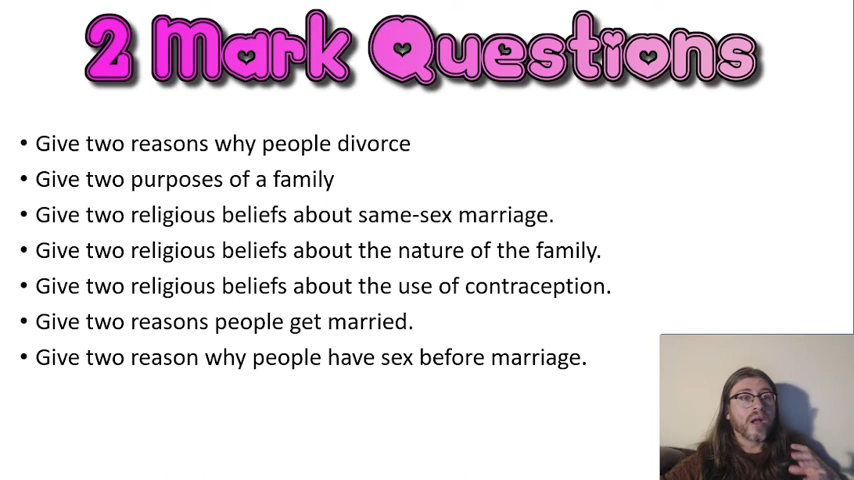 2 Mark Questions
• Give two reasons why people divorce
• Give two purposes of a family
• Give two religious beliefs about same-sex marriage.
• Give two religious beliefs about the nature of the family.
• Give two religious beliefs about the use of contraception.
• Give two reasons people get married.
• Give two reason why people have sex before marriage.